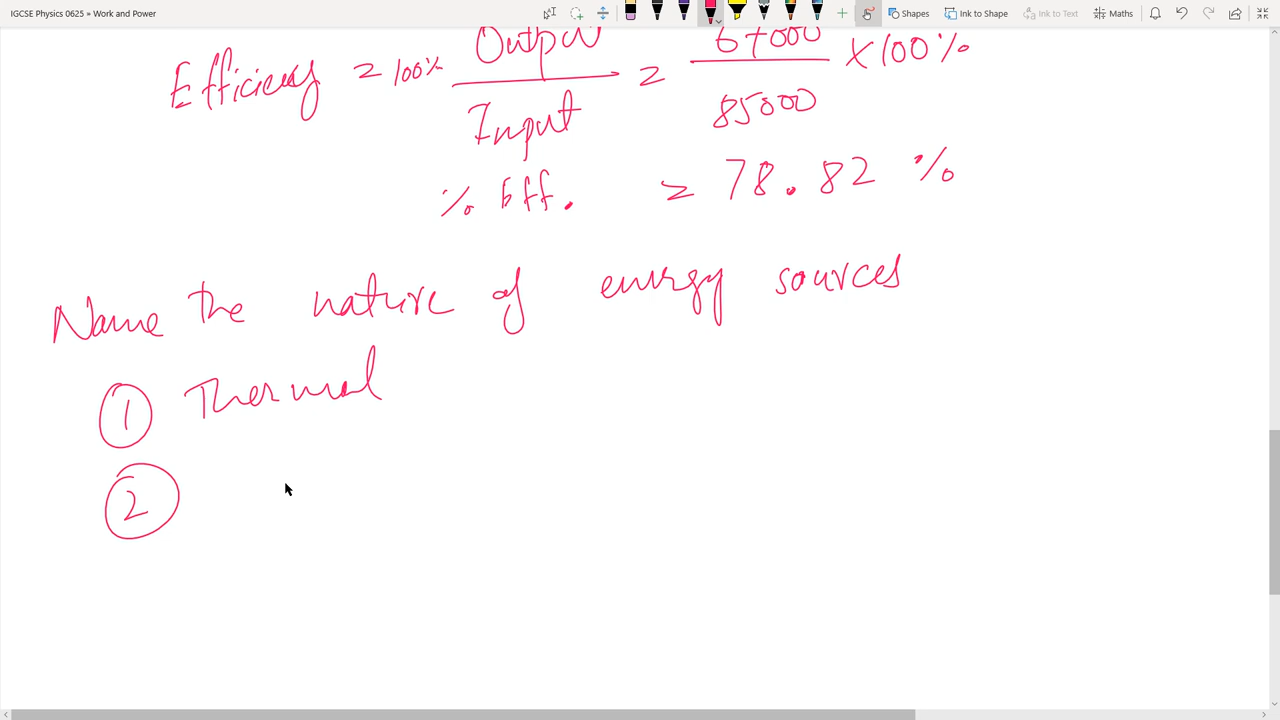 IGCSE Physics 0625 » Work and Power
Shapes Ink to Shape Ink to Text Maths
Efficiency = 100% Output / Input = 67000 / 85000 × 100%
% Eff. = 78.82 %
Name the nature of energy sources
1 Thermal
2